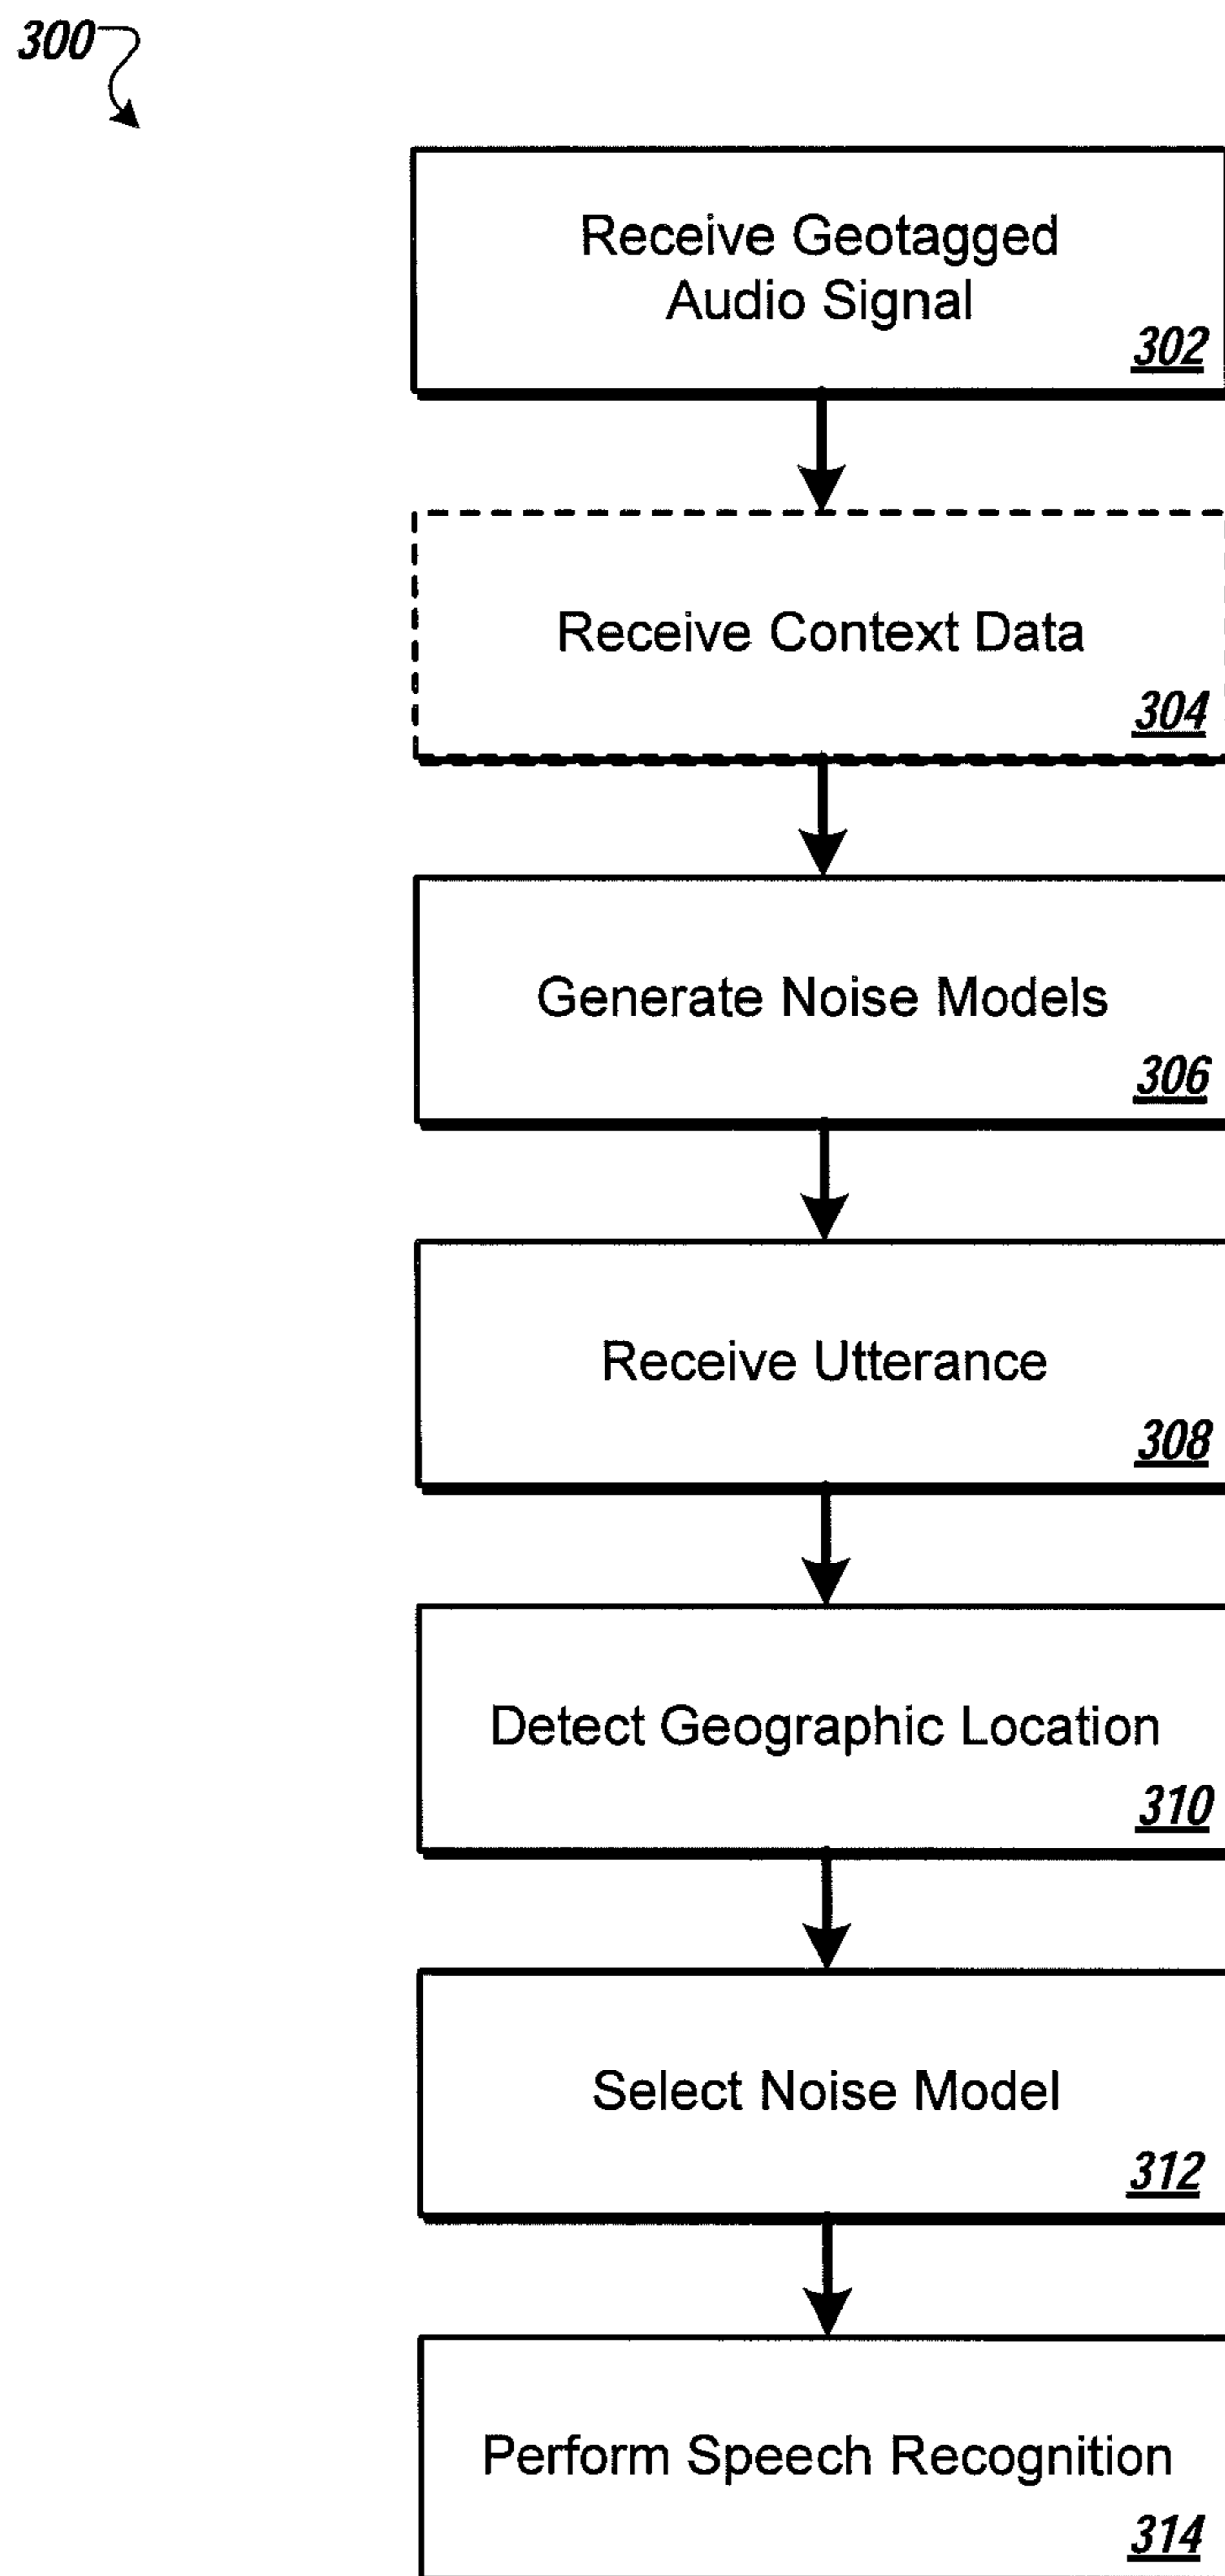 300
Receive Geotagged
Audio Signal
302
Receive Context Data
304
Generate Noise Models
306
Receive Utterance
308
Detect Geographic Location
310
Select Noise Model
312
Perform Speech Recognition
314